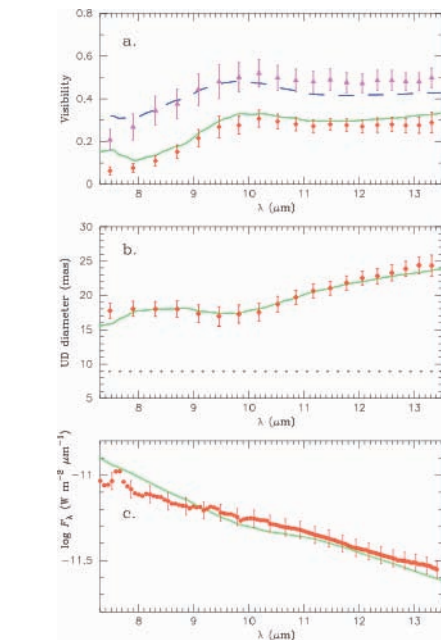 0.8
a.
0.6
0.4
0.2
0
Visibility
8 9 10 11 12 13
λ (μm)
30
b.
25
20
15
10
5
UD diameter (mas)
8 9 10 11 12 13
λ (μm)
-11
c.
-11.5
log Fλ (W m⁻² μm⁻¹)
8 9 10 11 12 13
λ (μm)